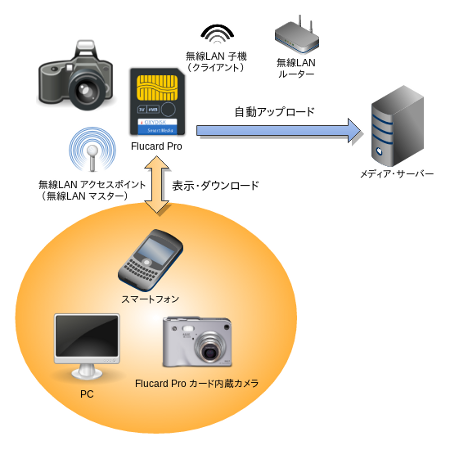 無線LAN 子機
（クライアント）
無線LAN
ルーター
OXYDISK
SmartMedia
Flucard Pro
自動アップロード
メディア・サーバー
無線LAN アクセスポイント
（無線LAN マスター）
表示・ダウンロード
スマートフォン
PC
Flucard Pro カード内蔵カメラ